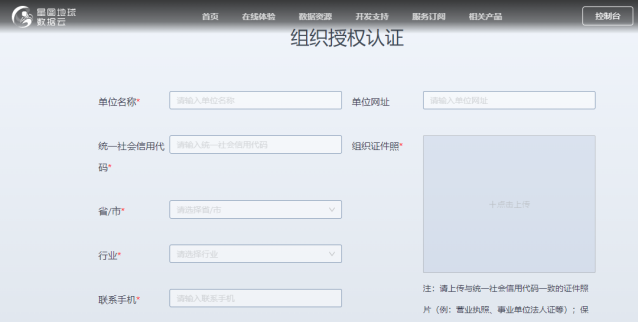 星图地球
数据云
首页 在线体验 数据资源 开发支持 服务订阅 相关产品 控制台
组织授权认证
单位名称* 请输入单位名称 单位网址 请输入单位网址
统一社会信用代 请输入统一社会信用代码 组织证件照*
码*
+点击上传
省/市* 请选择省/市
行业* 请选择行业
联系手机* 请输入联系手机
注：请上传与统一社会信用代码一致的证件照
片（例：营业执照、事业单位法人证等）；保